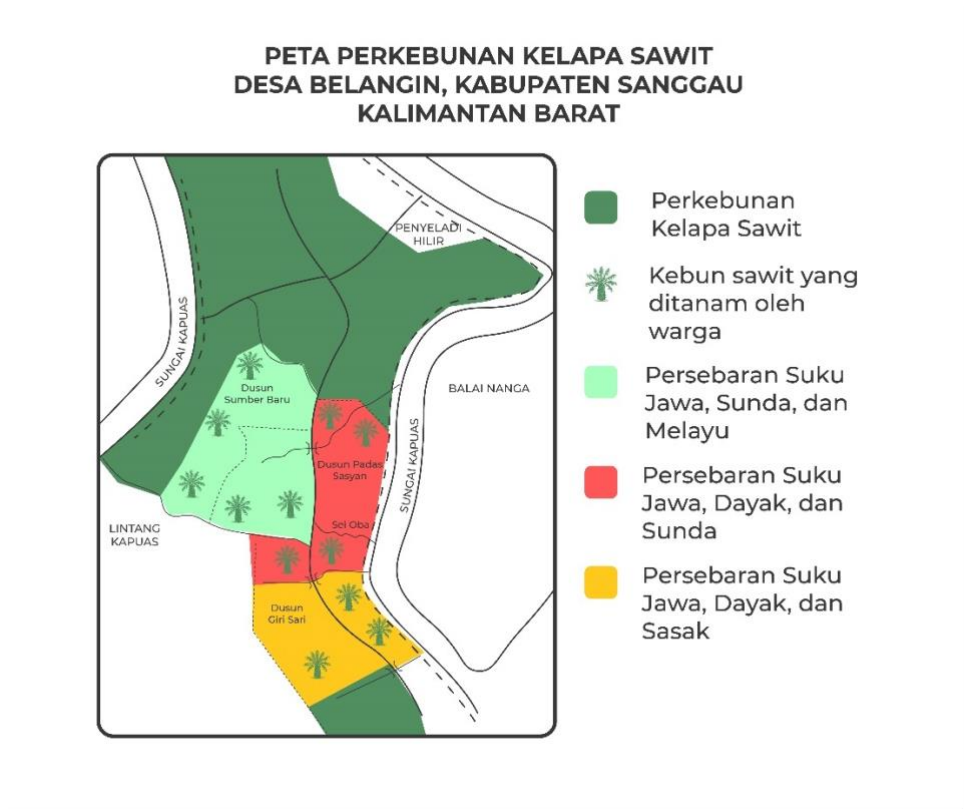 PETA PERKEBUNAN KELAPA SAWIT
DESA BELANGIN, KABUPATEN SANGGAU
KALIMANTAN BARAT
PENYELADI
HILIR
SUNGAI KAPUAS
BALAI NANGA
Dusun
Sumber Baru
SUNGAI KAPUAS
Dusun Padas
Sasyan
Sei Oba
LINTANG
KAPUAS
Dusun
Giri Sari
Perkebunan
Kelapa Sawit
Kebun sawit yang
ditanam oleh
warga
Persebaran Suku
Jawa, Sunda, dan
Melayu
Persebaran Suku
Jawa, Dayak, dan
Sunda
Persebaran Suku
Jawa, Dayak, dan
Sasak